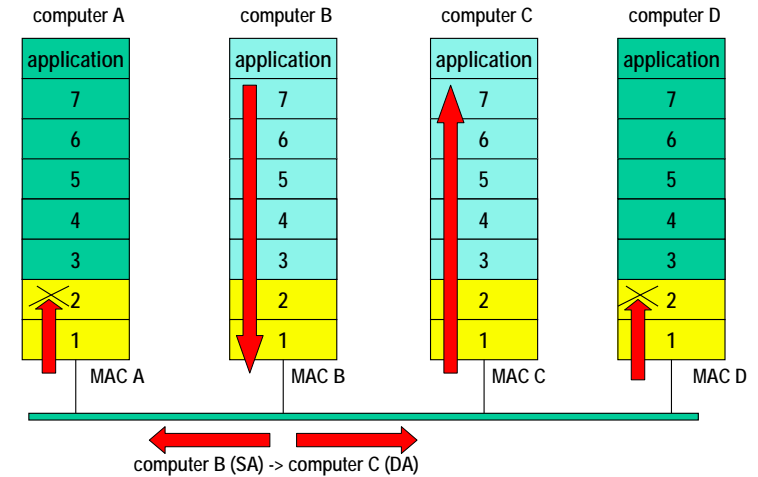 computer A computer B computer C computer D
application application application application
7 7 7 7
6 6 6 6
5 5 5 5
4 4 4 4
3 3 3 3
2 2 2 2
1 1 1 1
MAC A MAC B MAC C MAC D
computer B (SA) -> computer C (DA)